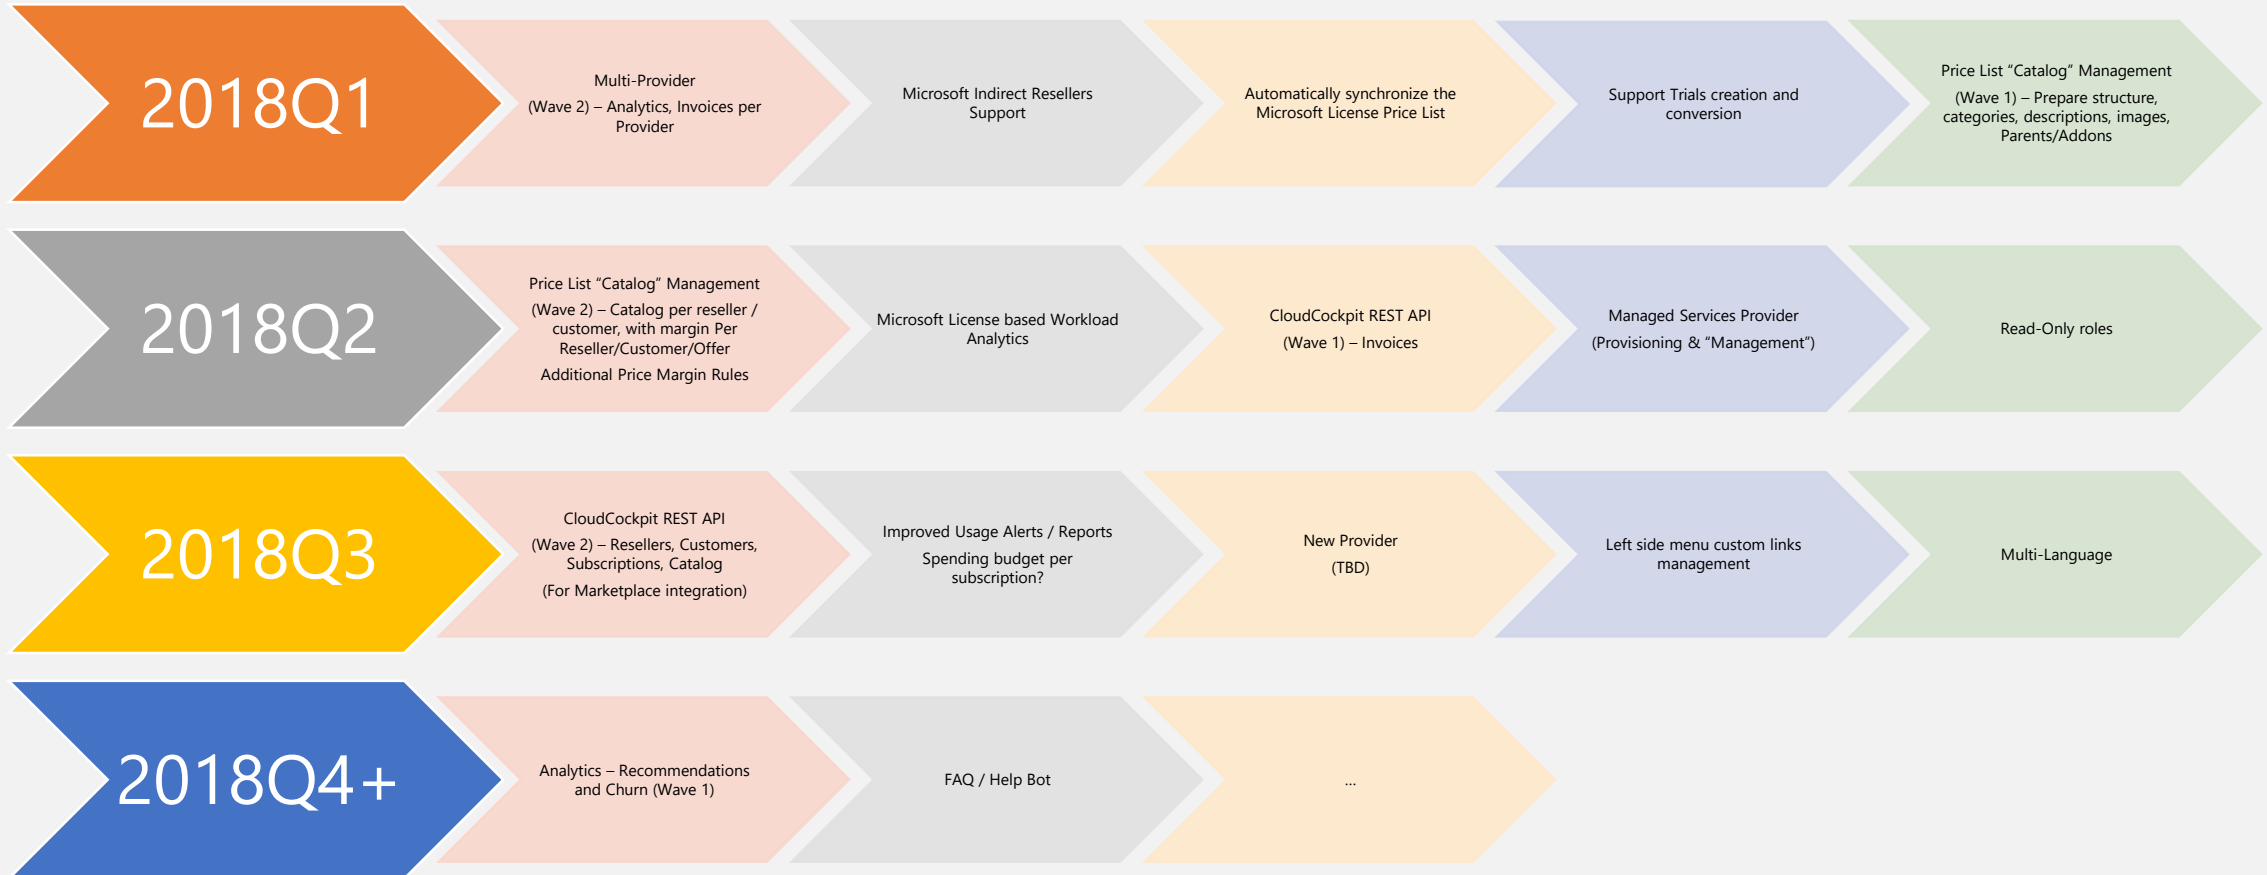 2018Q1
Multi-Provider
(Wave 2) – Analytics, Invoices per
Provider
Microsoft Indirect Resellers
Support
Automatically synchronize the
Microsoft License Price List
Support Trials creation and
conversion
Price List “Catalog” Management
(Wave 1) – Prepare structure,
categories, descriptions, images,
Parents/Addons
2018Q2
Price List “Catalog” Management
(Wave 2) – Catalog per reseller /
customer, with margin Per
Reseller/Customer/Offer
Additional Price Margin Rules
Microsoft License based Workload
Analytics
CloudCockpit REST API
(Wave 1) – Invoices
Managed Services Provider
(Provisioning & “Management”)
Read-Only roles
2018Q3
CloudCockpit REST API
(Wave 2) – Resellers, Customers,
Subscriptions, Catalog
(For Marketplace integration)
Improved Usage Alerts / Reports
Spending budget per
subscription?
New Provider
(TBD)
Left side menu custom links
management
Multi-Language
2018Q4+
Analytics – Recommendations
and Churn (Wave 1)
FAQ / Help Bot
...